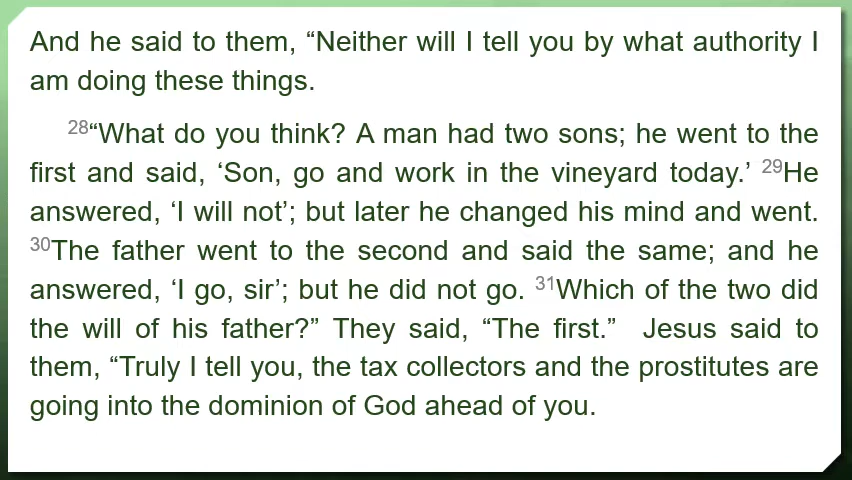 And he said to them, “Neither will I tell you by what authority I
am doing these things.
28“What do you think? A man had two sons; he went to the
first and said, ‘Son, go and work in the vineyard today.’ 29He
answered, ‘I will not’; but later he changed his mind and went.
30The father went to the second and said the same; and he
answered, ‘I go, sir’; but he did not go. 31Which of the two did
the will of his father?” They said, “The first.”  Jesus said to
them, “Truly I tell you, the tax collectors and the prostitutes are
going into the dominion of God ahead of you.